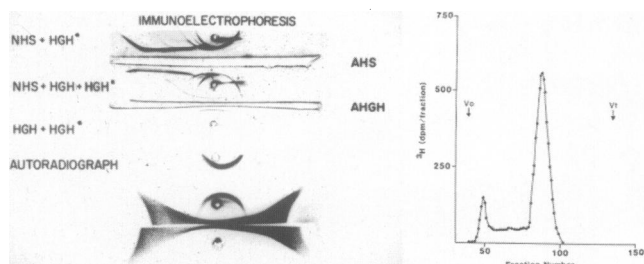 IMMUNOELECTROPHORESIS
NHS + HGH*
AHS
NHS + HGH + HGH*
AHGH
HGH + HGH*
AUTORADIOGRAPH
³H (dpm/fraction)
750
500
250
Vo
Vt
50
100
150
Fraction Number